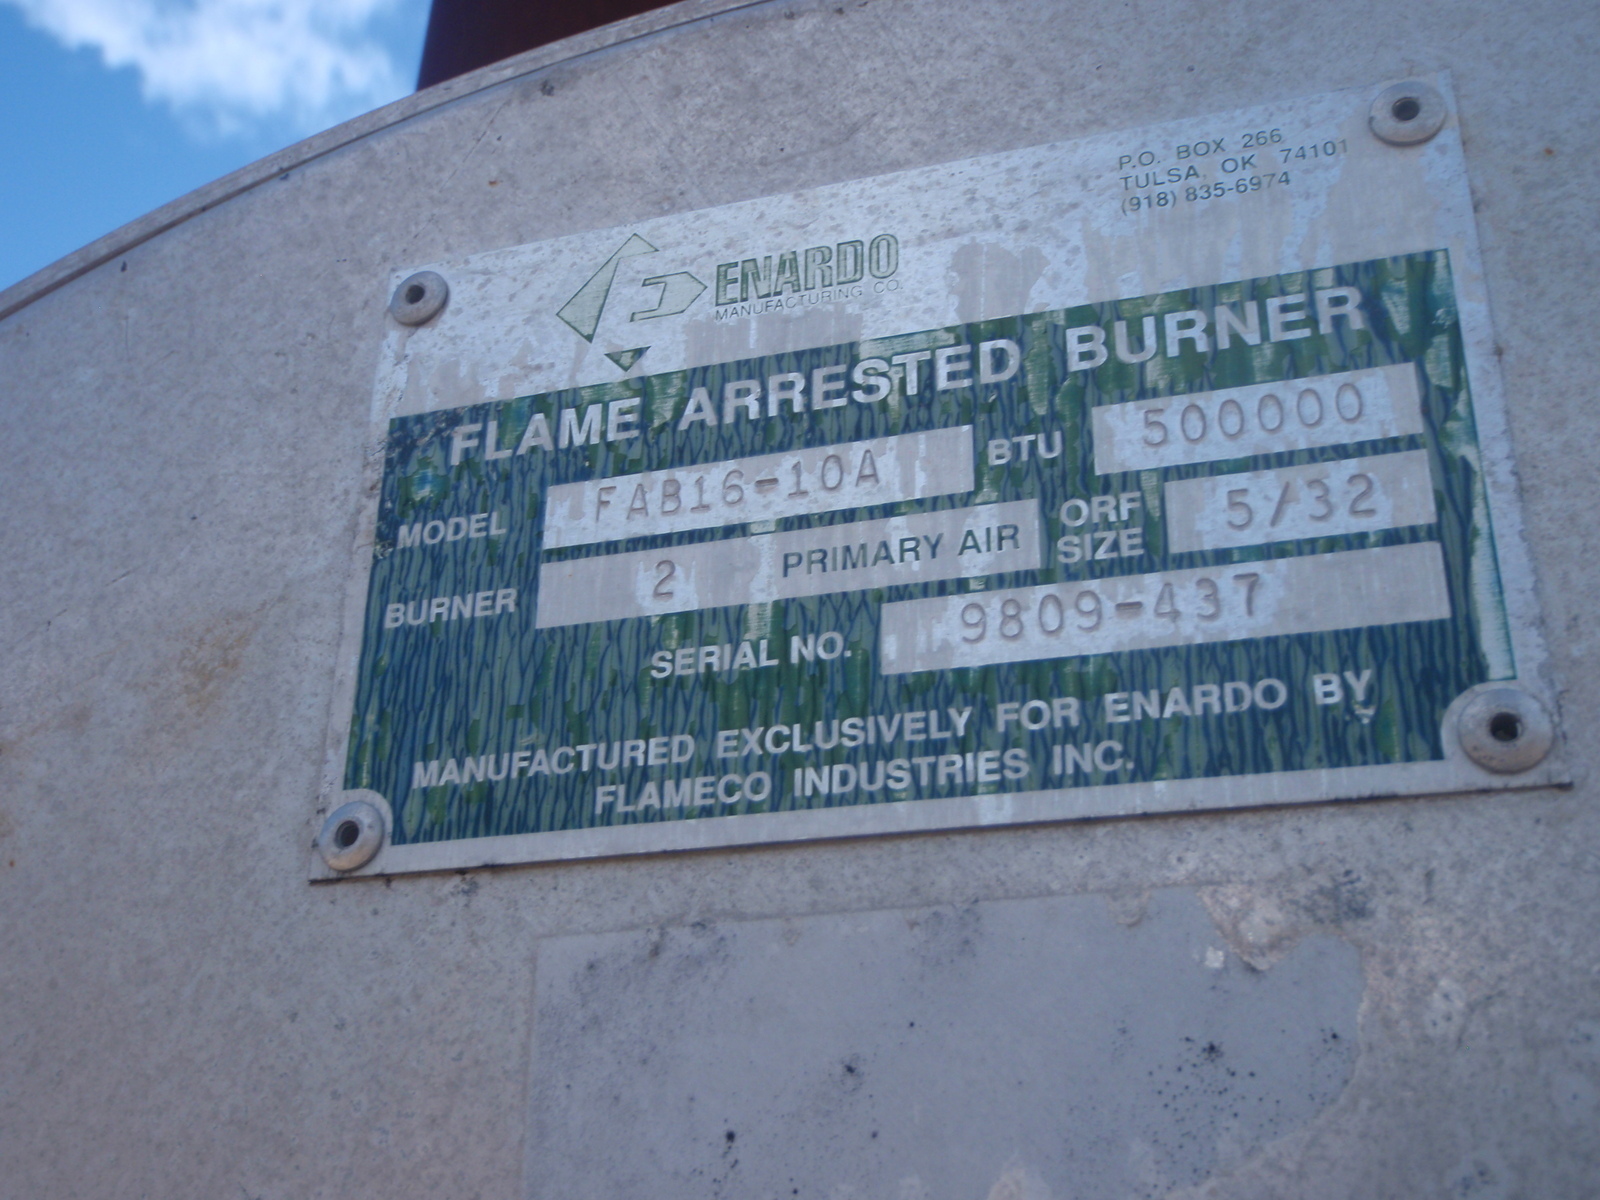 P.O. BOX 266
TULSA, OK 74101
(918) 835-6974
ENARDO
MANUFACTURING CO.
FLAME ARRESTED BURNER
MODEL FAB16-10A BTU 500000
BURNER 2 PRIMARY AIR ORF SIZE 5/32
SERIAL NO. 9809-437
MANUFACTURED EXCLUSIVELY FOR ENARDO BY
FLAMECO INDUSTRIES INC.